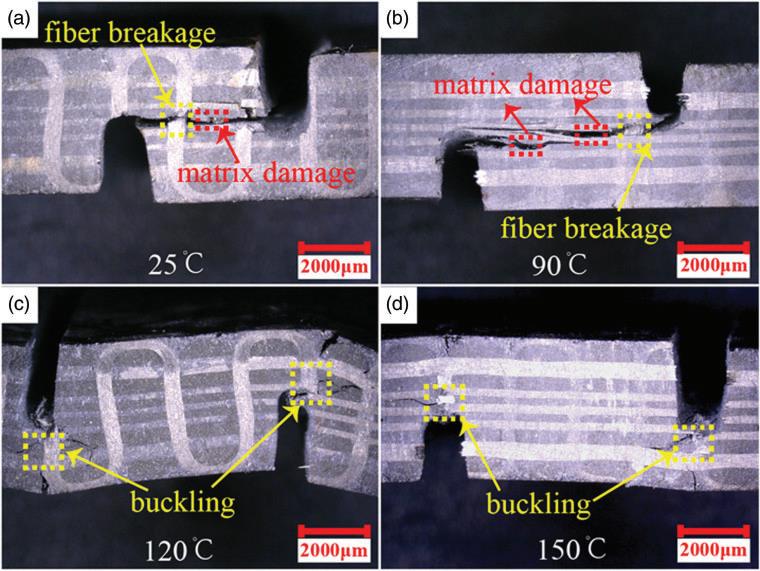 (a)
fiber breakage
matrix damage
25℃
2000μm
(b)
matrix damage
fiber breakage
90℃
2000μm
(c)
buckling
120℃
2000μm
(d)
buckling
150℃
2000μm